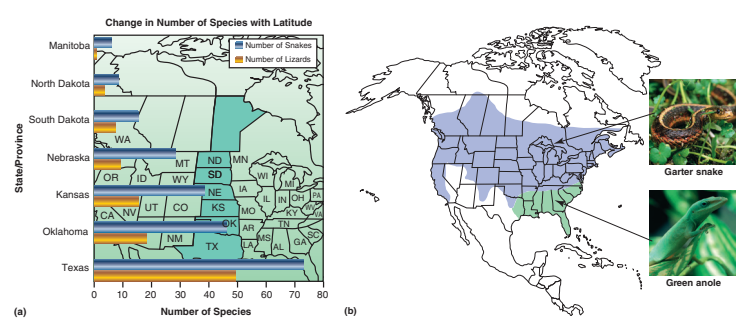 Change in Number of Species with Latitude
Number of Snakes
Number of Lizards
Manitoba
North Dakota
South Dakota
Nebraska
Kansas
Oklahoma
Texas
State/Province
WA
OR
ID
MT
WY
ND
SD
NE
KS
OK
TX
MN
WI
MI
IA
IL
IN
OH
PA
WV
VA
KY
MO
CA
NV
UT
CO
NM
AR
TN
MS
AL
GA
SC
LA
0 10 20 30 40 50 60 70 80
Number of Species
(a)
(b)
Garter snake
Green anole